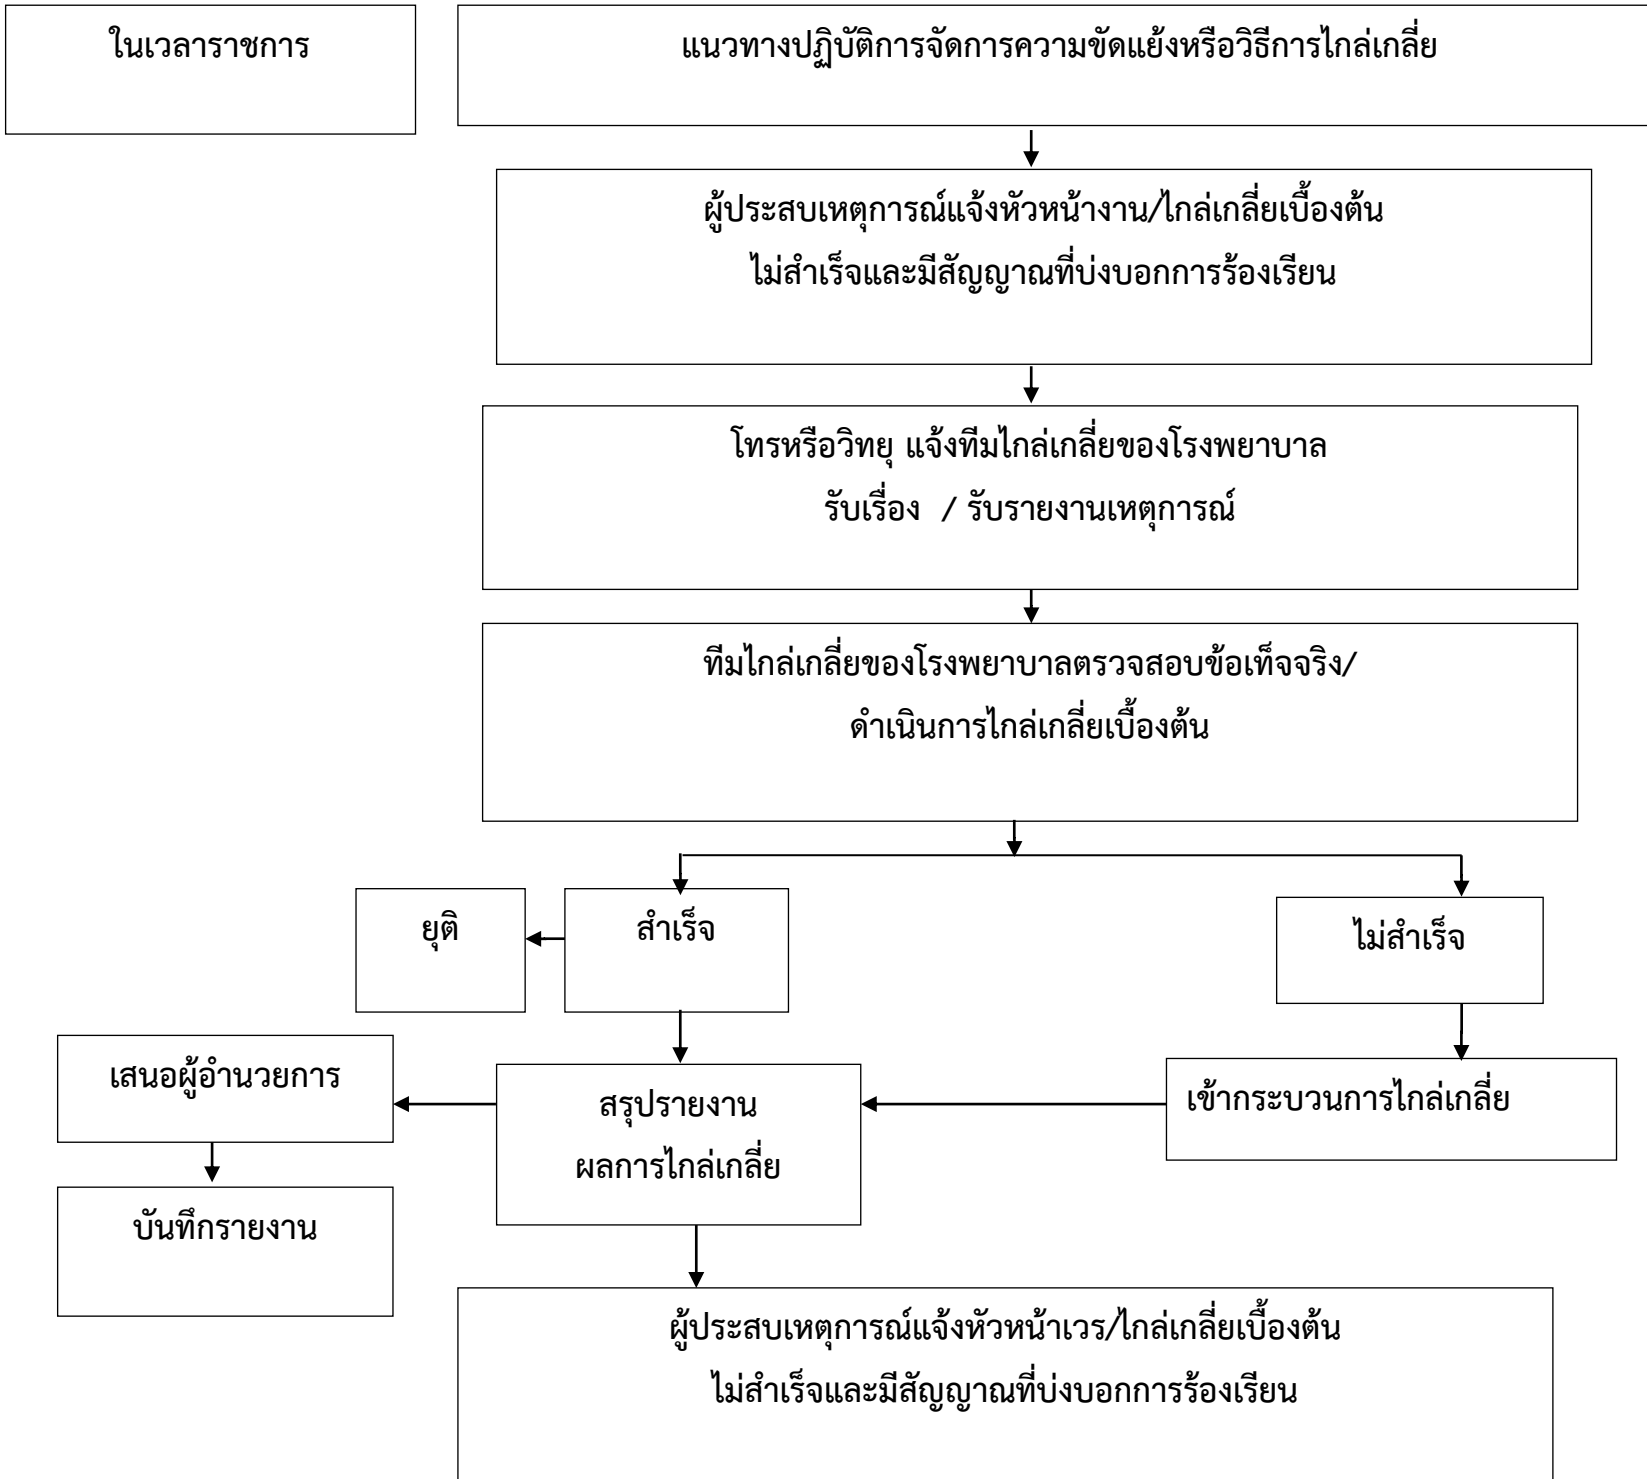 ในเวลาราชการ
แนวทางปฏิบัติการจัดการความขัดแย้งหรือวิธีการไกล่เกลี่ย
ผู้ประสบเหตุการณ์แจ้งหัวหน้างาน/ไกล่เกลี่ยเบื้องต้น
ไม่สำเร็จและมีสัญญาณที่บ่งบอกการร้องเรียน
โทรหรือวิทยุ แจ้งทีมไกล่เกลี่ยของโรงพยาบาล
รับเรื่อง / รับรายงานเหตุการณ์
ทีมไกล่เกลี่ยของโรงพยาบาลตรวจสอบข้อเท็จจริง/
ดำเนินการไกล่เกลี่ยเบื้องต้น
ยุติ
สำเร็จ
ไม่สำเร็จ
เสนอผู้อำนวยการ
สรุปรายงาน
ผลการไกล่เกลี่ย
เข้ากระบวนการไกล่เกลี่ย
บันทึกรายงาน
ผู้ประสบเหตุการณ์แจ้งหัวหน้าเวร/ไกล่เกลี่ยเบื้องต้น
ไม่สำเร็จและมีสัญญาณที่บ่งบอกการร้องเรียน